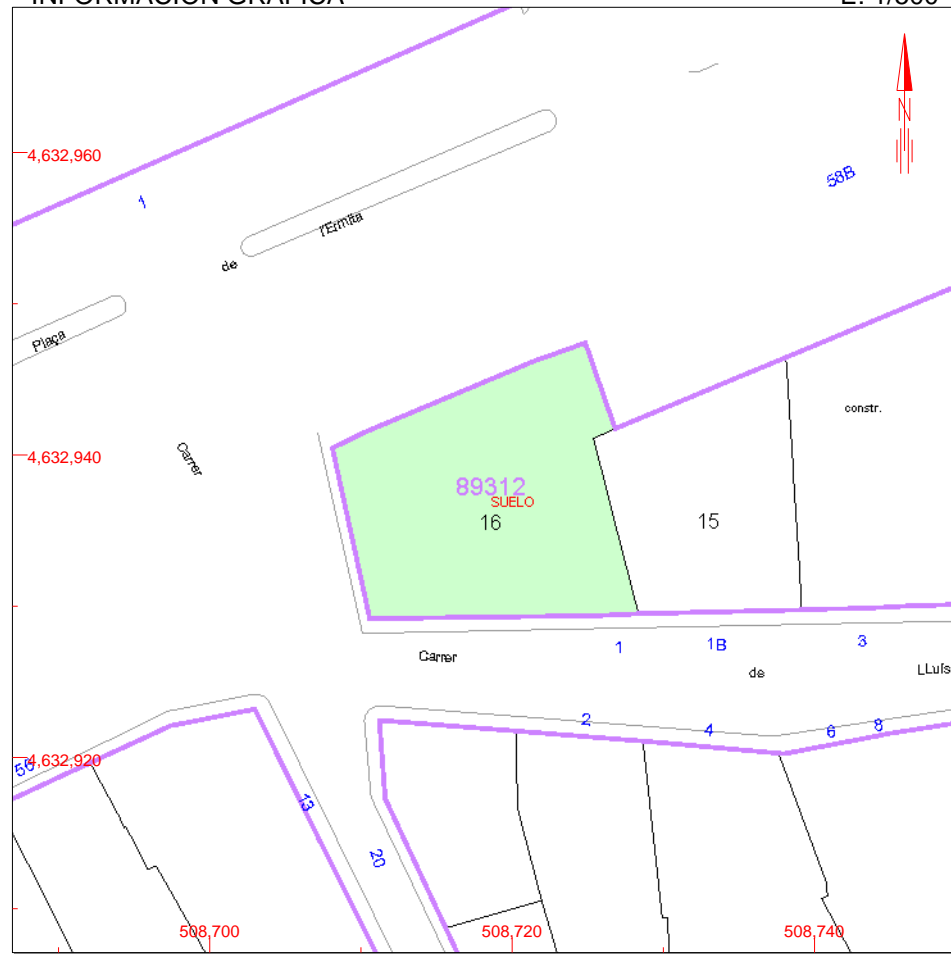 INFORMACIÓN GRÁFICA E: 1/500
N
4,632,960
58B
1
l'Ermita
de
Plaça
constr.
Carrer
4,632,940
89312
SUELO
16
15
1
1B
3
Carrer
de
LLuís
2
4
6
8
56
4,632,920
13
20
508,700
508,720
508,740